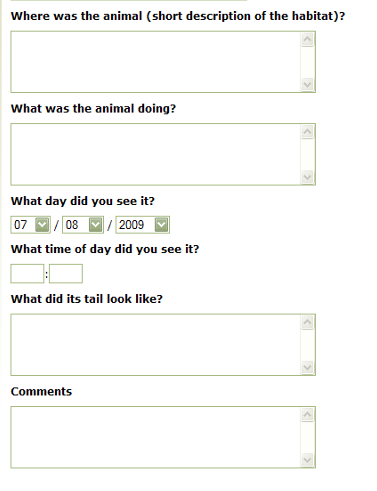 Where was the animal (short description of the habitat)?
What was the animal doing?
What day did you see it?
07 / 08 / 2009
What time of day did you see it?
:
What did its tail look like?
Comments